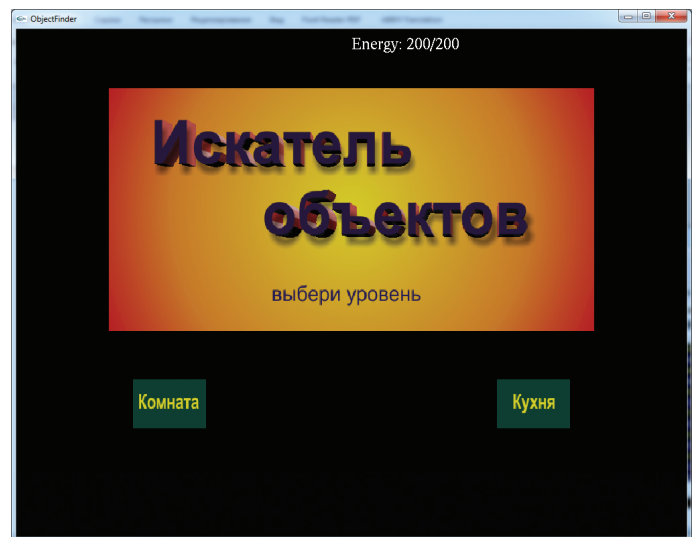 ObjectFinder
Energy: 200/200
Искатель
объектов
выбери уровень
Комната
Кухня